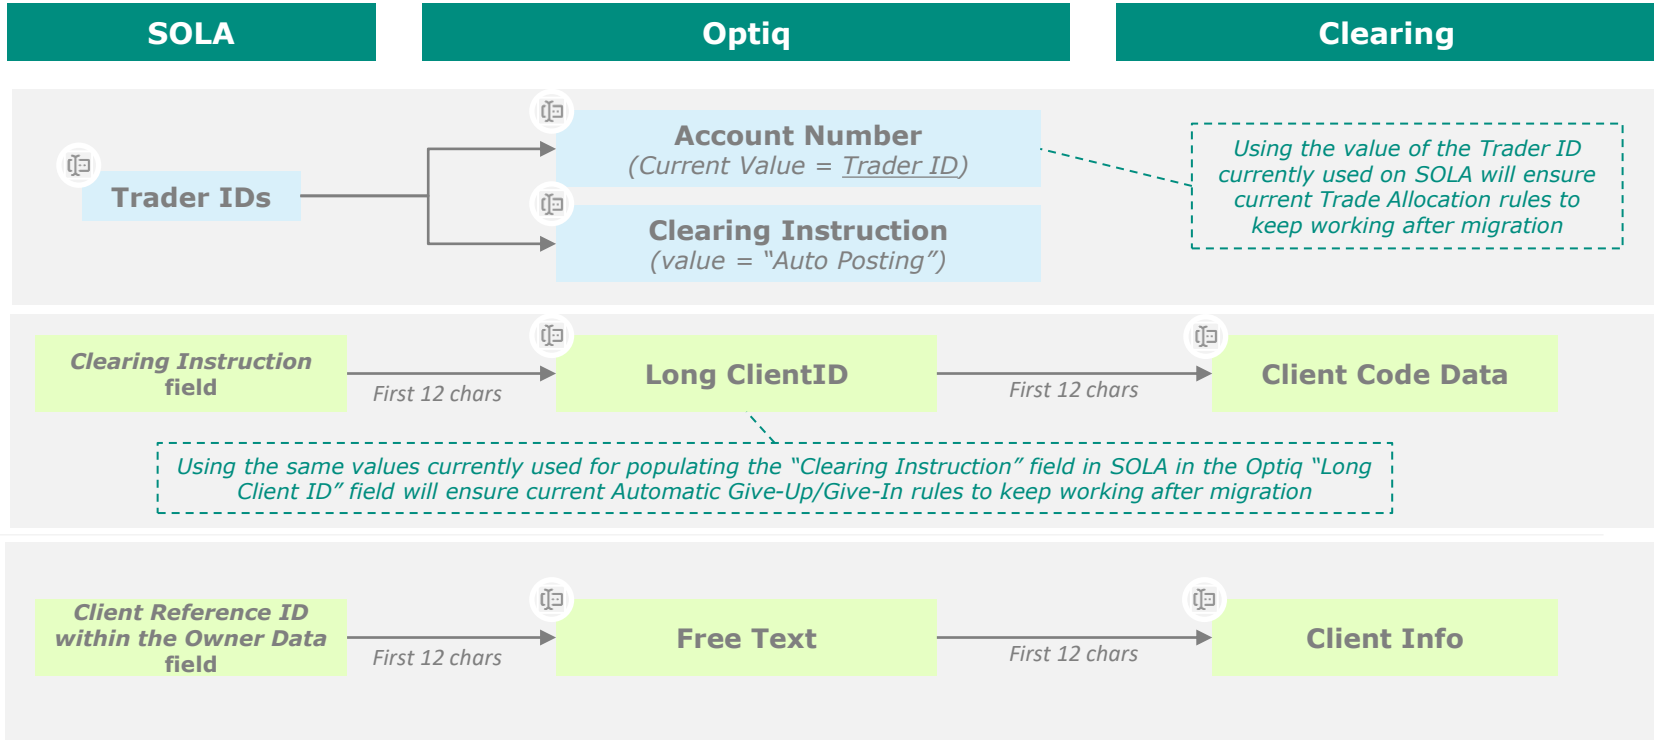 SOLA
Optiq
Clearing
Trader IDs
Account Number
(Current Value = Trader ID)
Clearing Instruction
(value = “Auto Posting”)
Using the value of the Trader ID
currently used on SOLA will ensure
current Trade Allocation rules to
keep working after migration
Clearing Instruction
field
First 12 chars
Long ClientID
First 12 chars
Client Code Data
Using the same values currently used for populating the “Clearing Instruction” field in SOLA in the Optiq “Long
Client ID” field will ensure current Automatic Give-Up/Give-In rules to keep working after migration
Client Reference ID
within the Owner Data
field
First 12 chars
Free Text
First 12 chars
Client Info